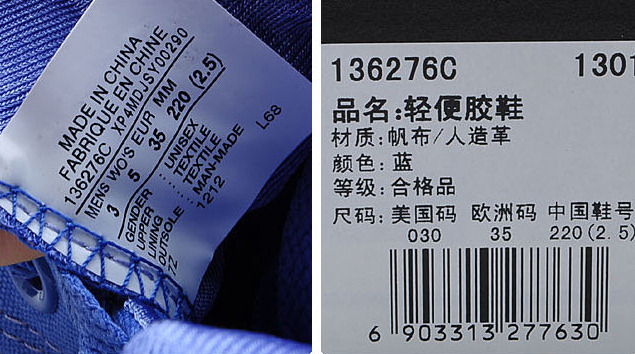 MADE IN CHINA
FABRIQUE EN CHINE
136276C XP4MDJSY00290
MENS WO'S EUR MM
3 5 35 220 (2.5)
GENDER : UNISEX
UPPER : TEXTILE
LINING : TEXTILE
OUTSOLE : MAN-MADE
7Z 1212
L68
136276C 1301
品名:轻便胶鞋
材质:帆布/人造革
颜色:蓝
等级:合格品
尺码:美国码 欧洲码 中国鞋号
030 35 220(2.5)
6 903313 277630